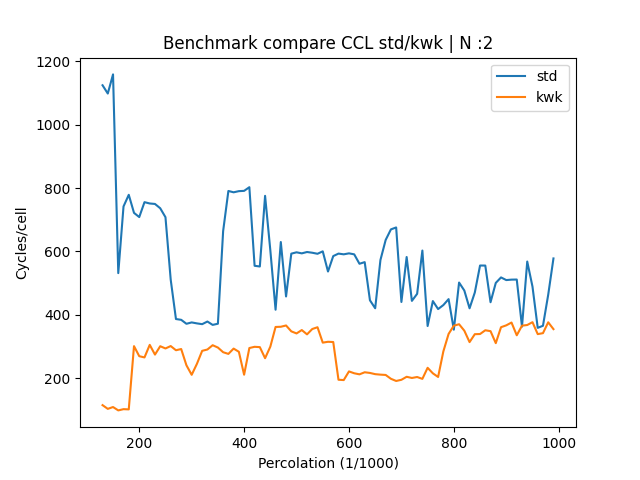 Benchmark compare CCL std/kwk | N :2
std
kwk
Cycles/cell
1200
1000
800
600
400
200
200 400 600 800 1000
Percolation (1/1000)